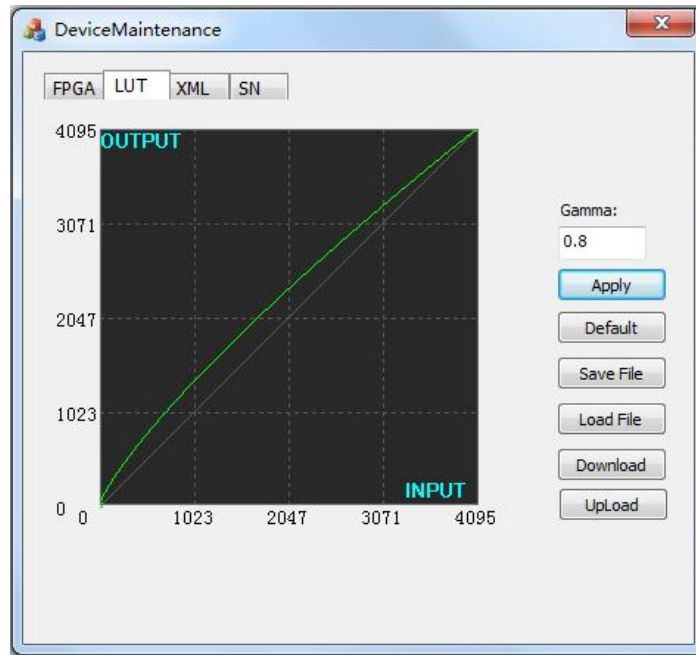 DeviceMaintenance
FPGA LUT XML SN
4095
OUTPUT
3071
2047
1023
0
0 1023 2047 3071 4095
INPUT
Gamma:
0.8
Apply
Default
Save File
Load File
Download
UpLoad